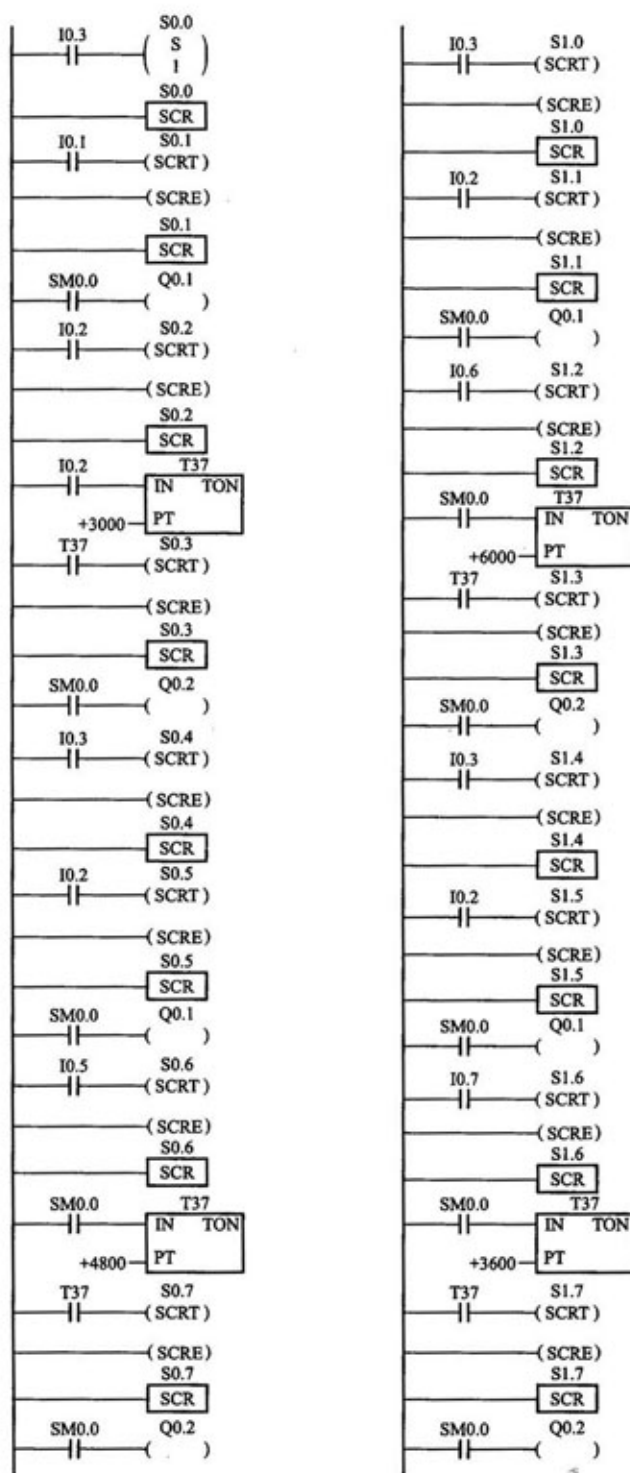 S0.0
I0.3
S
1
S0.0
SCR
I0.1 S0.1
SCRT
SCRE
S0.1
SCR
SM0.0 Q0.1
I0.2 S0.2
SCRT
SCRE
S0.2
SCR
I0.2 T37
IN TON
+3000 PT
T37 S0.3
SCRT
SCRE
S0.3
SCR
SM0.0 Q0.2
I0.3 S0.4
SCRT
SCRE
S0.4
SCR
I0.2 S0.5
SCRT
SCRE
S0.5
SCR
SM0.0 Q0.1
I0.5 S0.6
SCRT
SCRE
S0.6
SCR
SM0.0 T37
IN TON
+4800 PT
T37 S0.7
SCRT
SCRE
S0.7
SCR
SM0.0 Q0.2
I0.3 S1.0
SCRT
SCRE
S1.0
SCR
I0.2 S1.1
SCRT
SCRE
S1.1
SCR
SM0.0 Q0.1
I0.6 S1.2
SCRT
SCRE
S1.2
SCR
SM0.0 T37
IN TON
+6000 PT
T37 S1.3
SCRT
SCRE
S1.3
SCR
SM0.0 Q0.2
I0.3 S1.4
SCRT
SCRE
S1.4
SCR
I0.2 S1.5
SCRT
SCRE
S1.5
SCR
SM0.0 Q0.1
I0.7 S1.6
SCRT
SCRE
S1.6
SCR
SM0.0 T37
IN TON
+3600 PT
T37 S1.7
SCRT
SCRE
S1.7
SCR
SM0.0 Q0.2